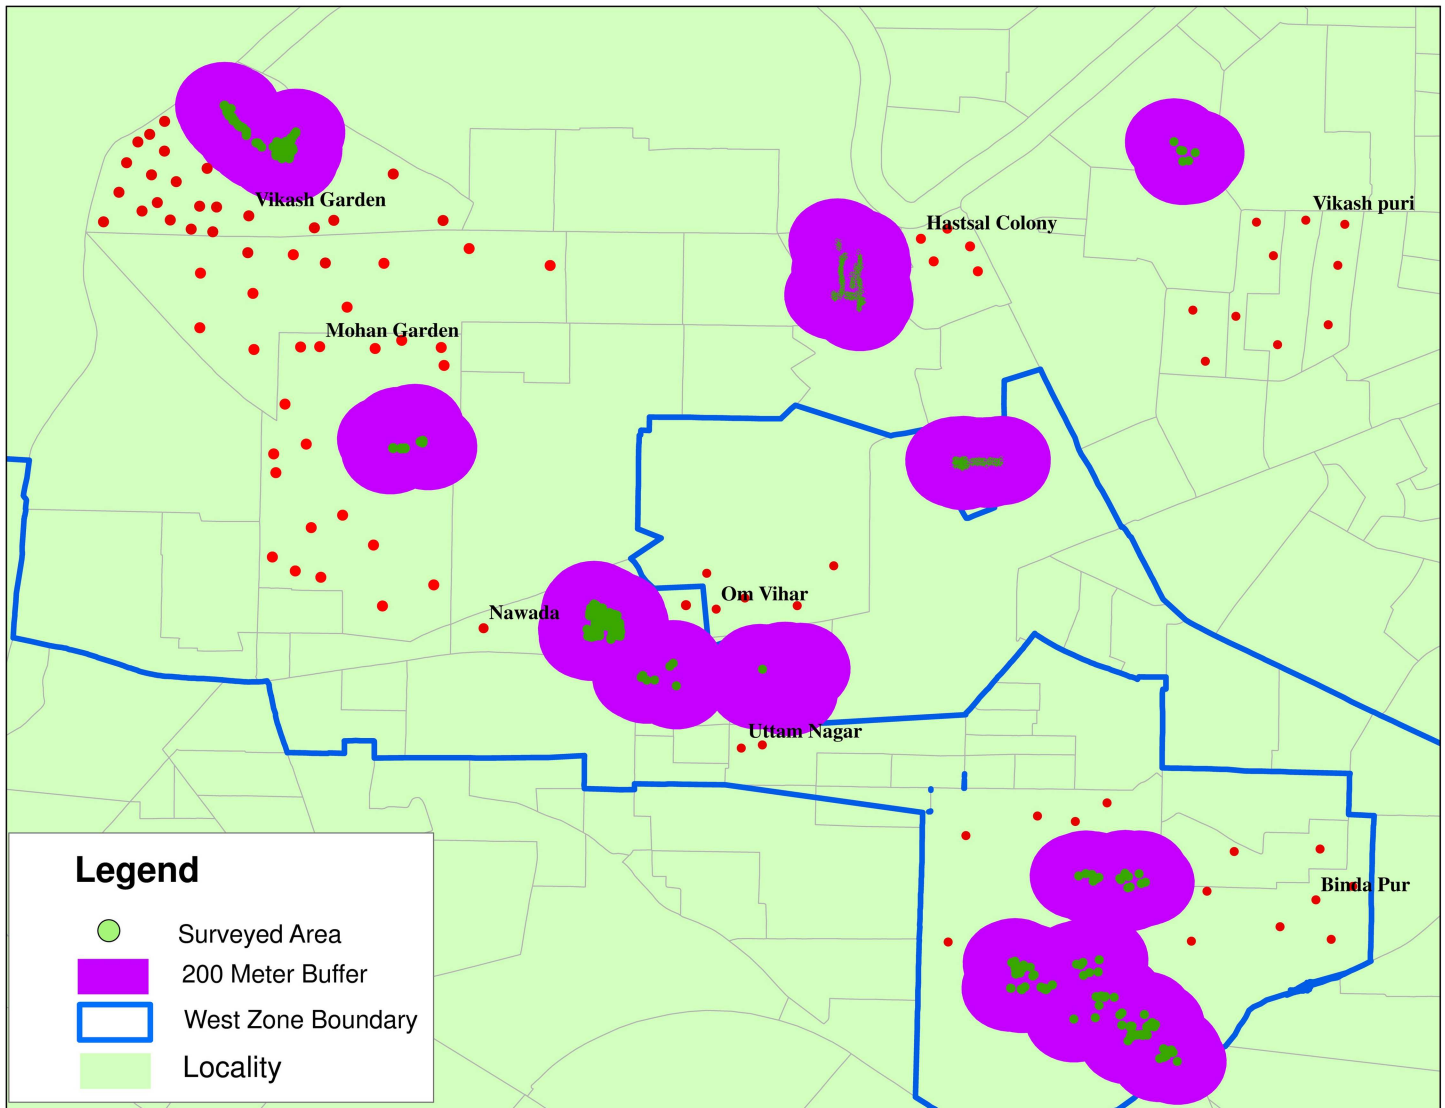 Vikash Garden
Vikash puri
Hastsal Colony
Mohan Garden
Om Vihar
Nawada
Uttam Nagar
Binda Pur
Legend
Surveyed Area
200 Meter Buffer
West Zone Boundary
Locality